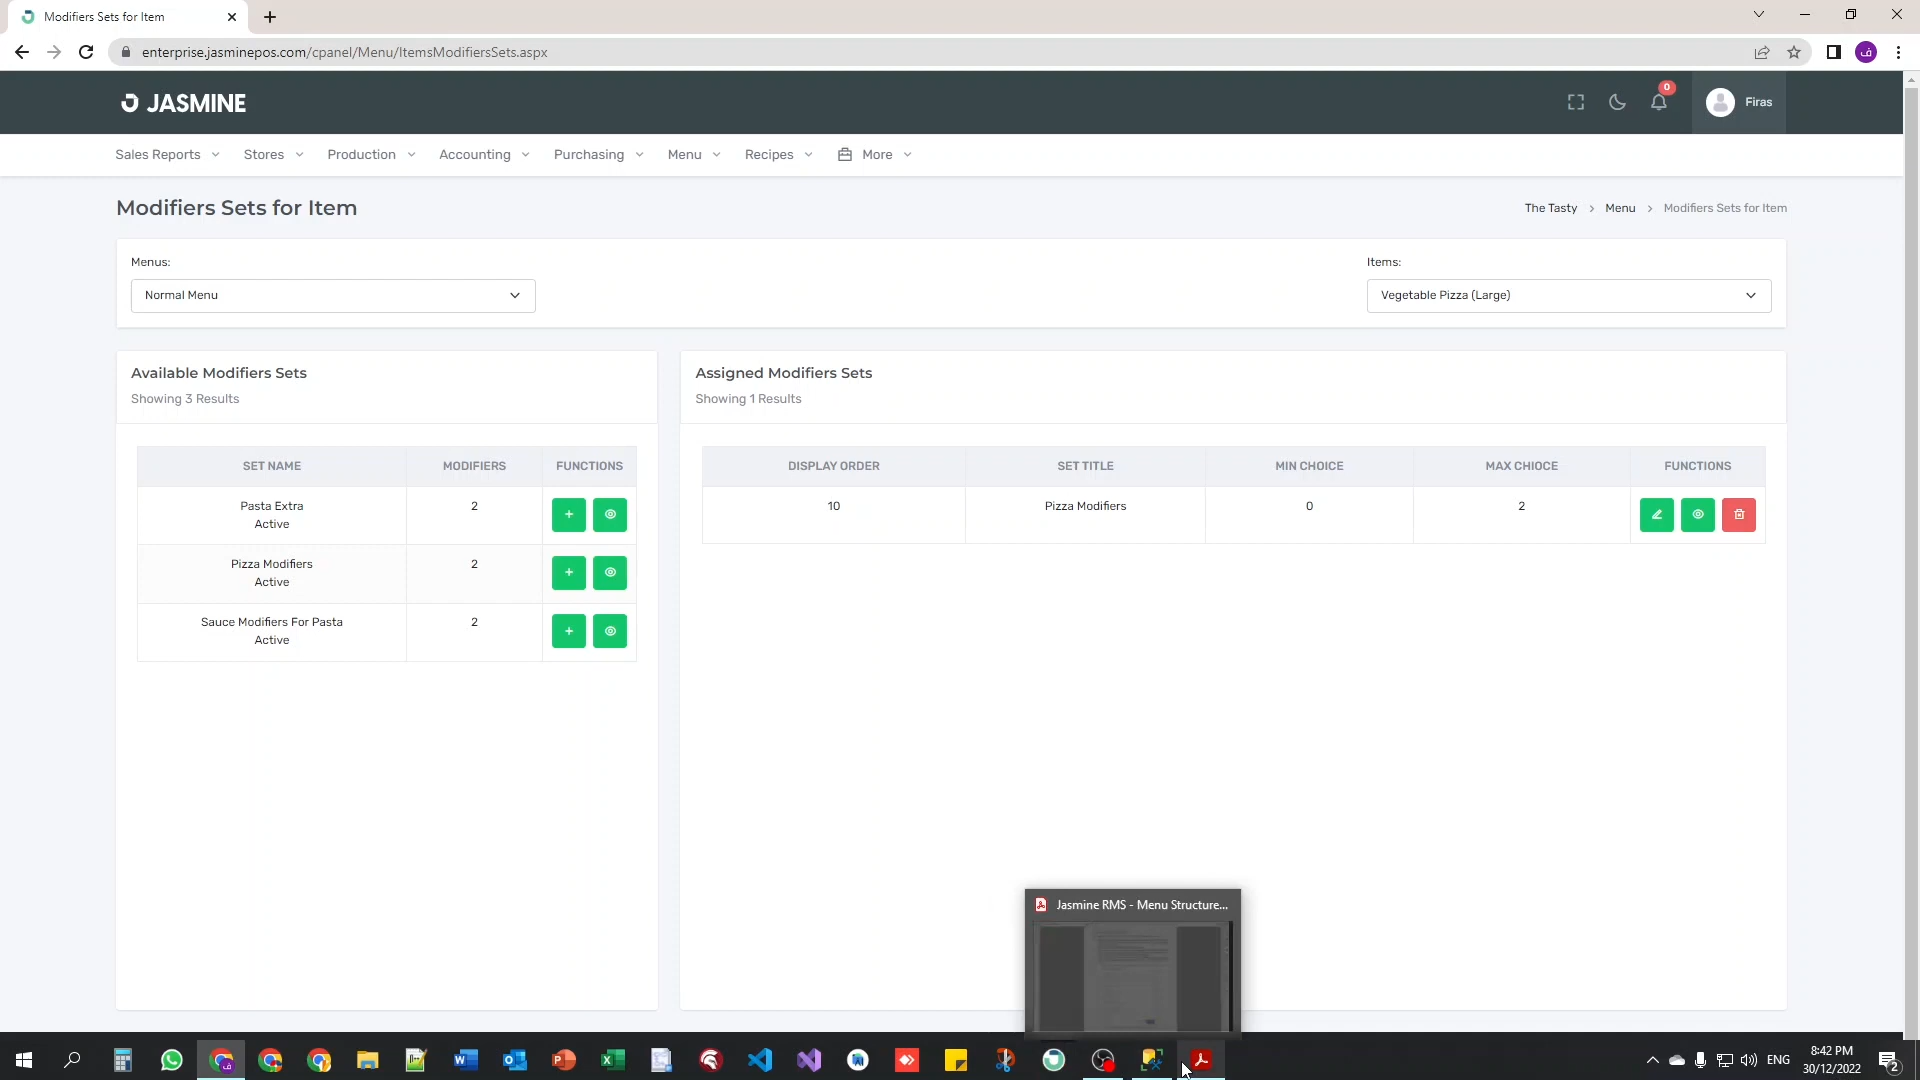 Modifiers Sets for Item
enterprise.jasminepos.com/cpanel/Menu/ItemsModifiersSets.aspx
ف
JASMINE
0
Firas
Sales Reports
Stores
Production
Accounting
Purchasing
Menu
Recipes
More
Modifiers Sets for Item
The Tasty > Menu > Modifiers Sets for Item
Menus:
Items:
Normal Menu
Vegetable Pizza (Large)
Available Modifiers Sets
Showing 3 Results
SET NAME MODIFIERS FUNCTIONS
Pasta Extra 2
Active
Pizza Modifiers 2
Active
Sauce Modifiers For Pasta 2
Active
Assigned Modifiers Sets
Showing 1 Results
DISPLAY ORDER SET TITLE MIN CHOICE MAX CHIOCE FUNCTIONS
10 Pizza Modifiers 0 2
Jasmine RMS - Menu Structure...
ENG
8:42 PM
30/12/2022
2